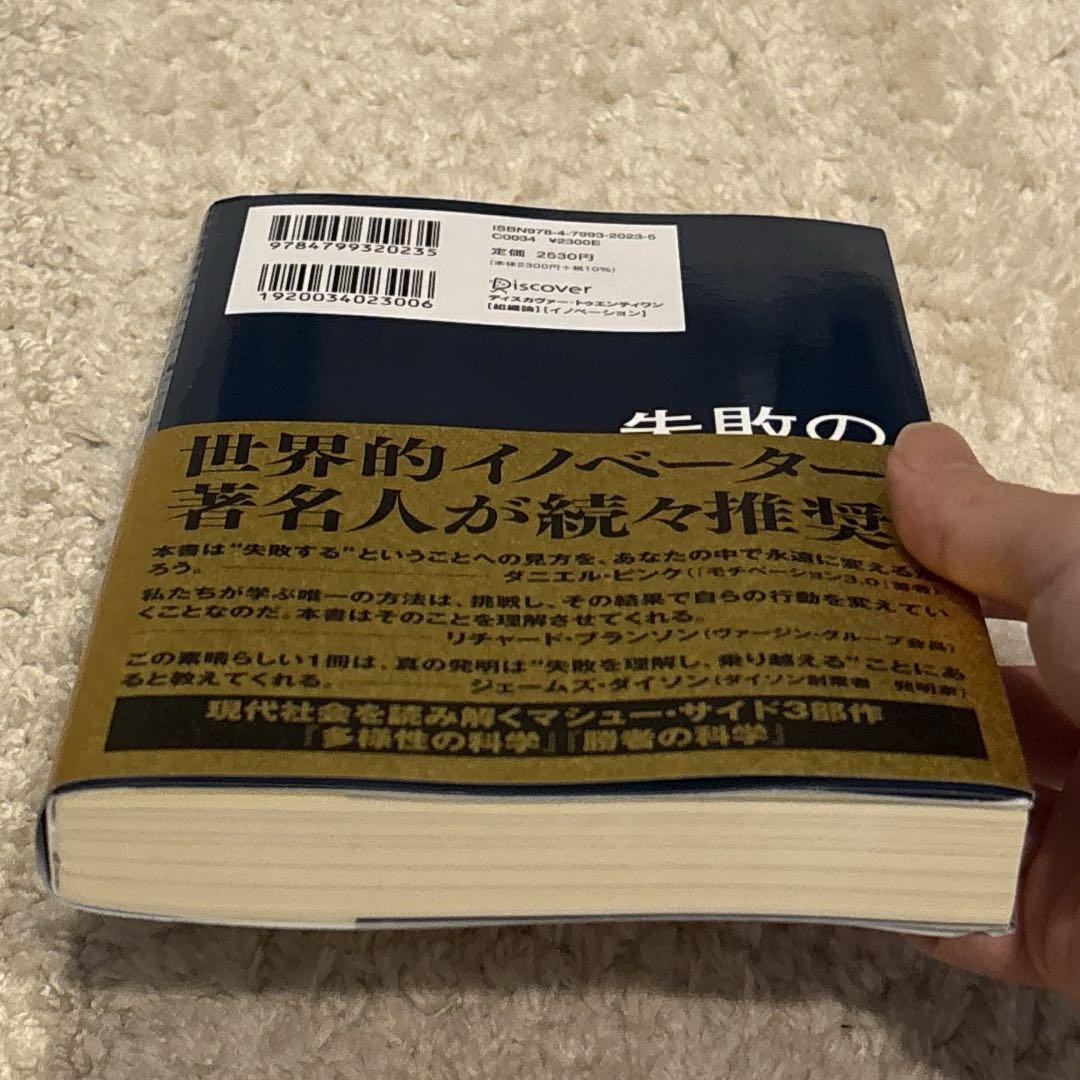 9784799320235
1920034023006
ISBN978-4-7993-2023-5
C0034 ¥2300E
定価 2530円
(本体2300円+税10%)
Discover
ディスカヴァー・トゥエンティワン
[組織論][イノベーション]
失敗の
世界的イノベーター
著名人が続々推奨
本書は“失敗する”ということへの見方を、あなたの中で永遠に変えるだ
ろう。 ダニエル・ピンク(『モチベーション3.0』著者)
私たちが学ぶ唯一の方法は、挑戦し、その結果で自らの行動を変えてい
くことなのだ。本書はそのことを理解させてくれる。
リチャード・ブランソン(ヴァージン・グループ会長)
この素晴らしい1冊は、真の発明は“失敗を理解し、乗り越える”ことにあ
ると教えてくれる。 ジェームズ・ダイソン(ダイソン創業者 発明家)
現代社会を読み解くマシュー・サイド3部作
『多様性の科学』『勝者の科学』